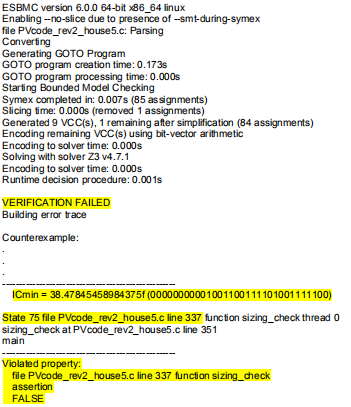 ESBMC version 6.0.0 64-bit x86_64 linux
Enabling --no-slice due to presence of --smt-during-symex
file PVcode_rev2_house5.c: Parsing
Converting
Generating GOTO Program
GOTO program creation time: 0.173s
GOTO program processing time: 0.000s
Starting Bounded Model Checking
Symex completed in: 0.007s (85 assignments)
Slicing time: 0.000s (removed 1 assignments)
Generated 9 VCC(s), 1 remaining after simplification (84 assignments)
Encoding remaining VCC(s) using bit-vector arithmetic
Encoding to solver time: 0.000s
Solving with solver Z3 v4.7.1
Encoding to solver time: 0.000s
Runtime decision procedure: 0.001s
VERIFICATION FAILED
Building error trace
Counterexample:
.
.
.
----------------------------------------------------
ICmin = 38.47845458984375f (00000000001001100111101001111100)
State 75 file PVcode_rev2_house5.c line 337 function sizing_check thread 0
sizing_check at PVcode_rev2_house5.c line 351
main
----------------------------------------------------
Violated property:
file PVcode_rev2_house5.c line 337 function sizing_check
assertion
FALSE